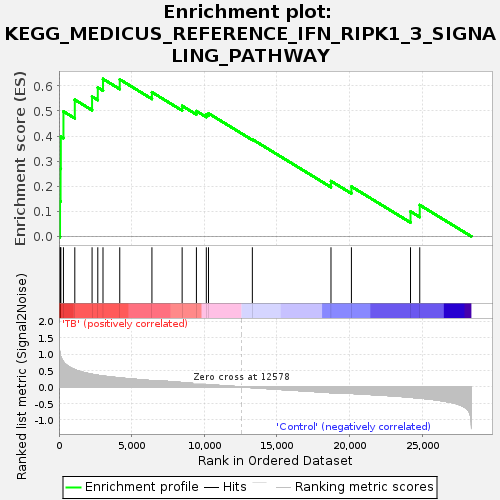 Enrichment plot:
KEGG_MEDICUS_REFERENCE_IFN_RIPK1_3_SIGNA
LING_PATHWAY
Enrichment score (ES)
0.6
0.5
0.4
0.3
0.2
0.1
0.0
'TB' (positively correlated)
Ranked list metric (Signal2Noise)
2.0
1.5
1.0
0.5
0.0
-0.5
-1.0
Zero cross at 12578
'Control' (negatively correlated)
0 5,000 10,000 15,000 20,000 25,000
Rank in Ordered Dataset
Enrichment profile Hits Ranking metric scores